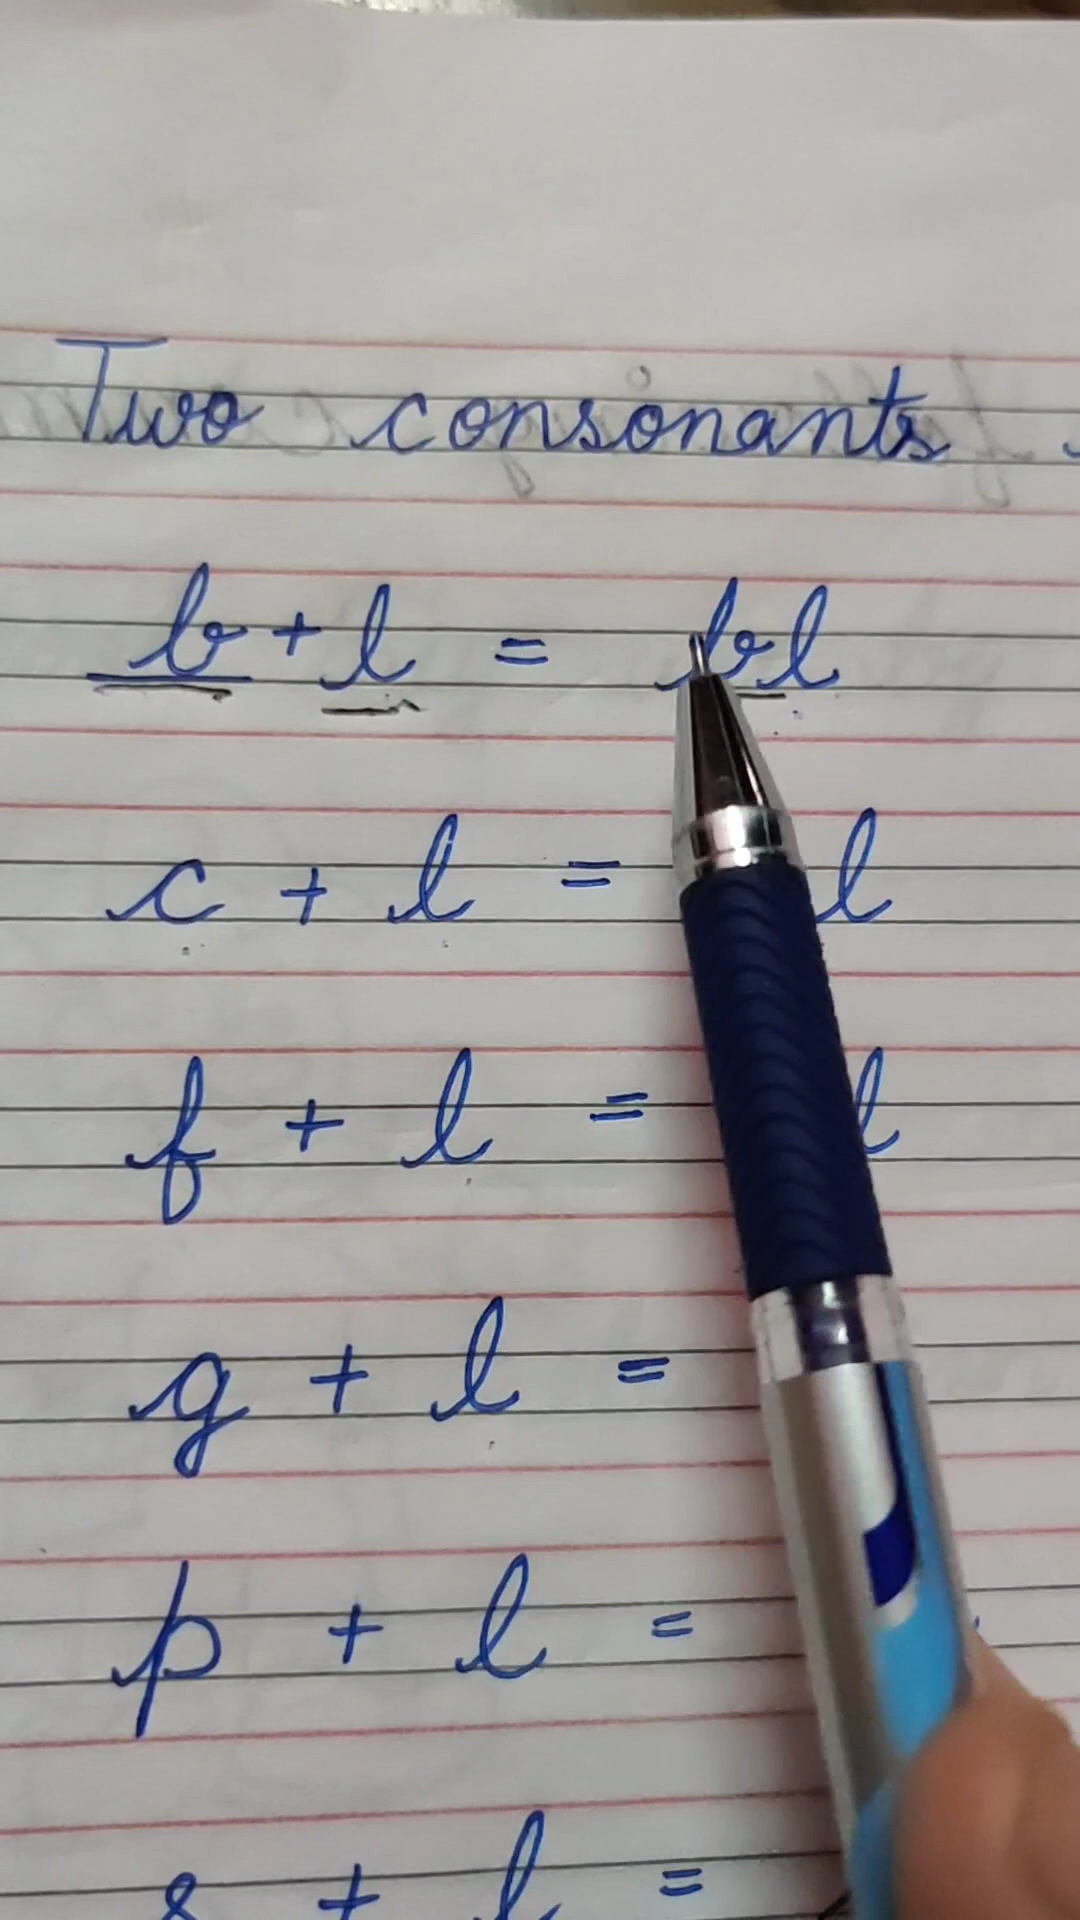 Two consonants
b + l = bl
c + l = l
f + l = l
g + l =
p + l =
s + l =